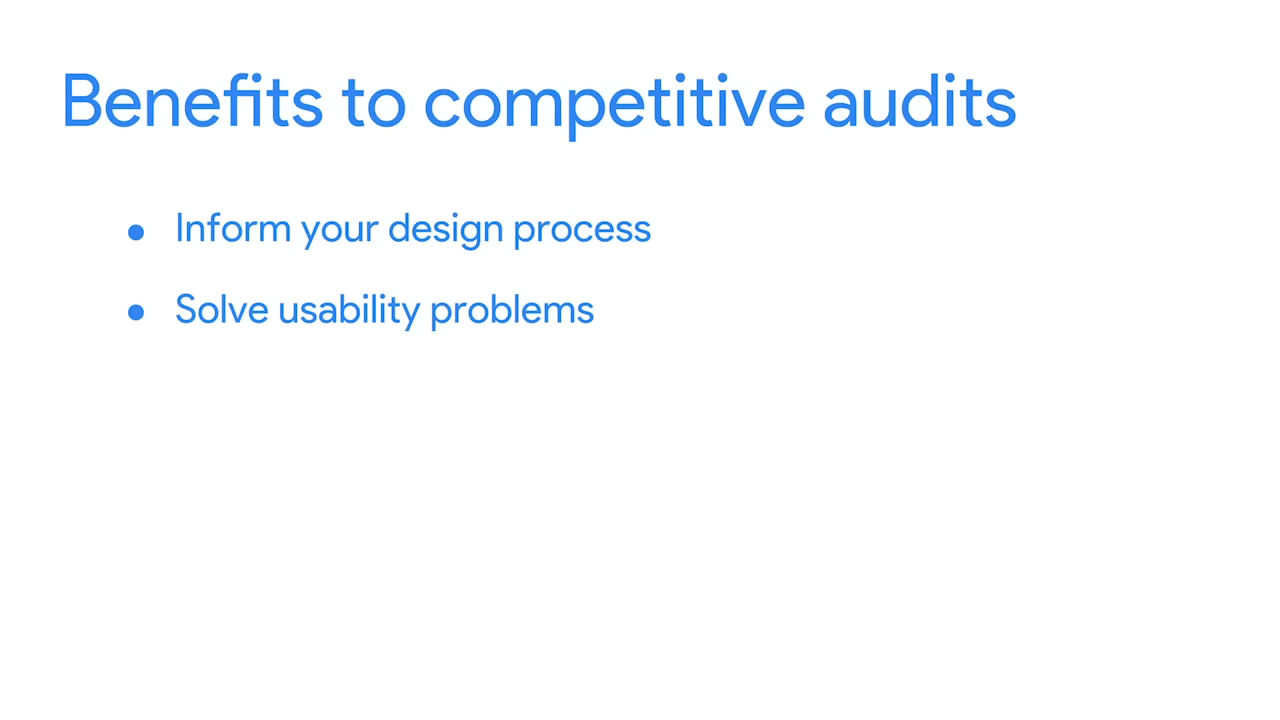 Benefits to competitive audits
● Inform your design process
● Solve usability problems